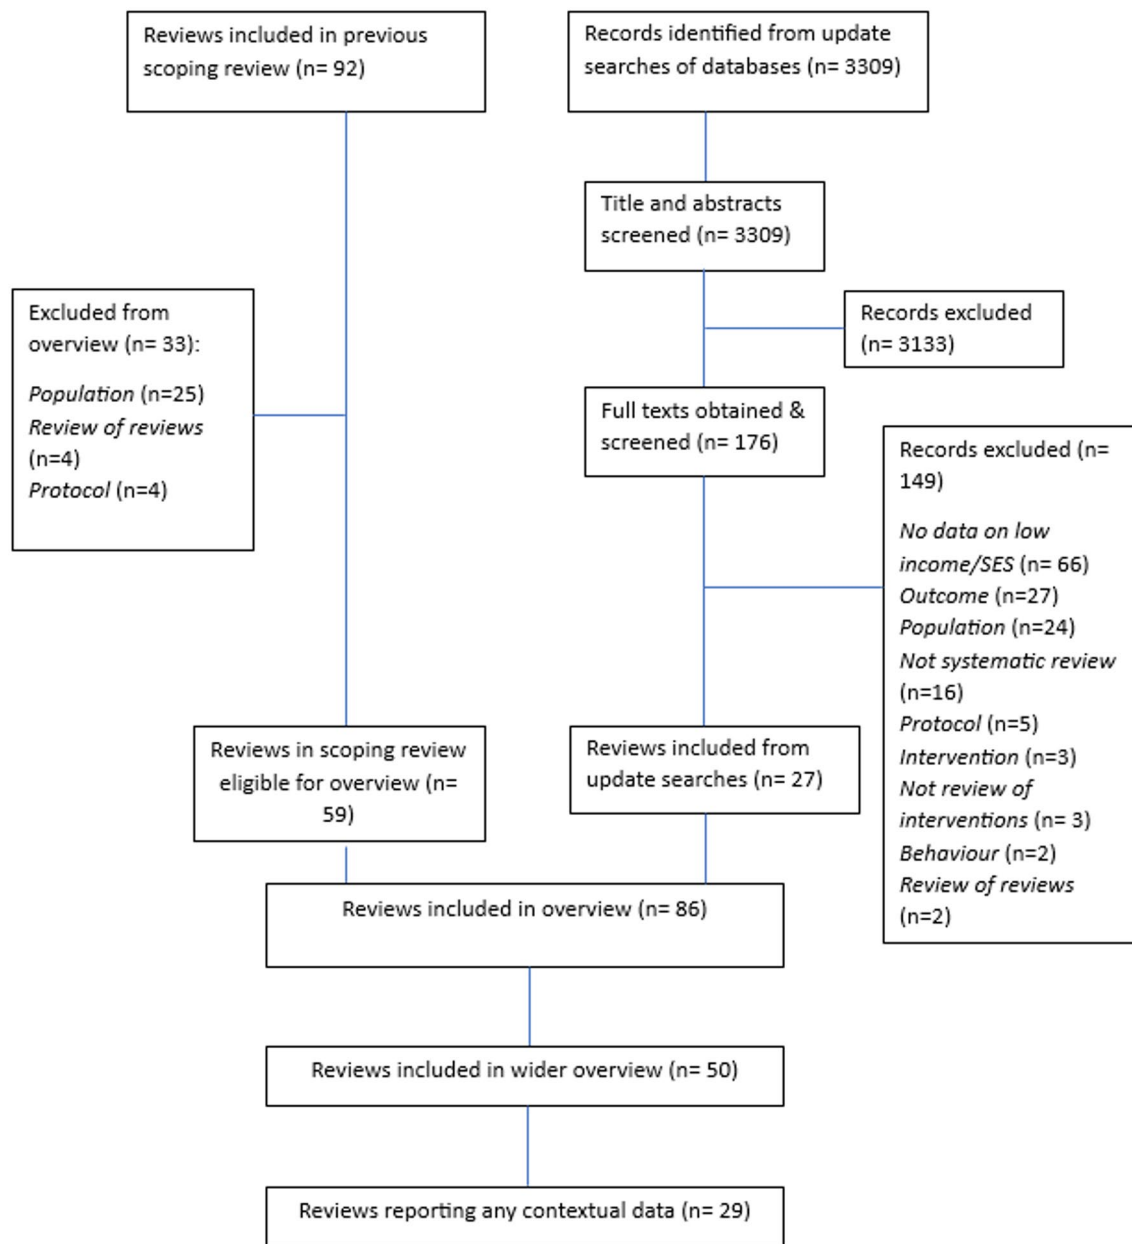 Reviews included in previous
scoping review (n= 92)
Records identified from update
searches of databases (n= 3309)
Title and abstracts
screened (n= 3309)
Excluded from
overview (n= 33):
Population (n=25)
Review of reviews
(n=4)
Protocol (n=4)
Records excluded
(n= 3133)
Full texts obtained &
screened (n= 176)
Records excluded (n=
149)
No data on low
income/SES (n= 66)
Outcome (n=27)
Population (n=24)
Not systematic review
(n=16)
Protocol (n=5)
Intervention (n=3)
Not review of
interventions (n= 3)
Behaviour (n=2)
Review of reviews
(n=2)
Reviews in scoping review
eligible for overview (n=
59)
Reviews included from
update searches (n= 27)
Reviews included in overview (n= 86)
Reviews included in wider overview (n= 50)
Reviews reporting any contextual data (n= 29)